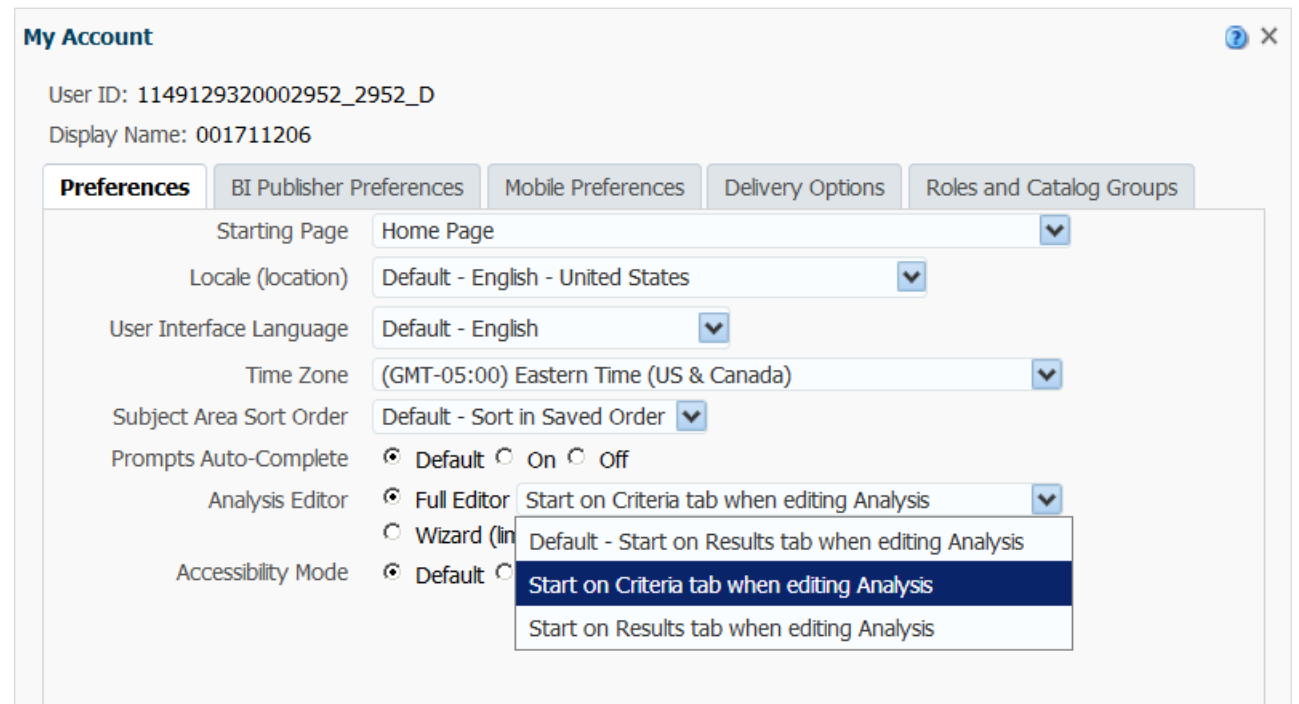 My Account
User ID: 1149129320002952_2952_D
Display Name: 001711206
Preferences BI Publisher Preferences Mobile Preferences Delivery Options Roles and Catalog Groups
Starting Page Home Page
Locale (location) Default - English - United States
User Interface Language Default - English
Time Zone (GMT-05:00) Eastern Time (US & Canada)
Subject Area Sort Order Default - Sort in Saved Order
Prompts Auto-Complete Default On Off
Analysis Editor Full Editor Start on Criteria tab when editing Analysis
Wizard
Default - Start on Results tab when editing Analysis
Accessibility Mode Default
Start on Criteria tab when editing Analysis
Start on Results tab when editing Analysis